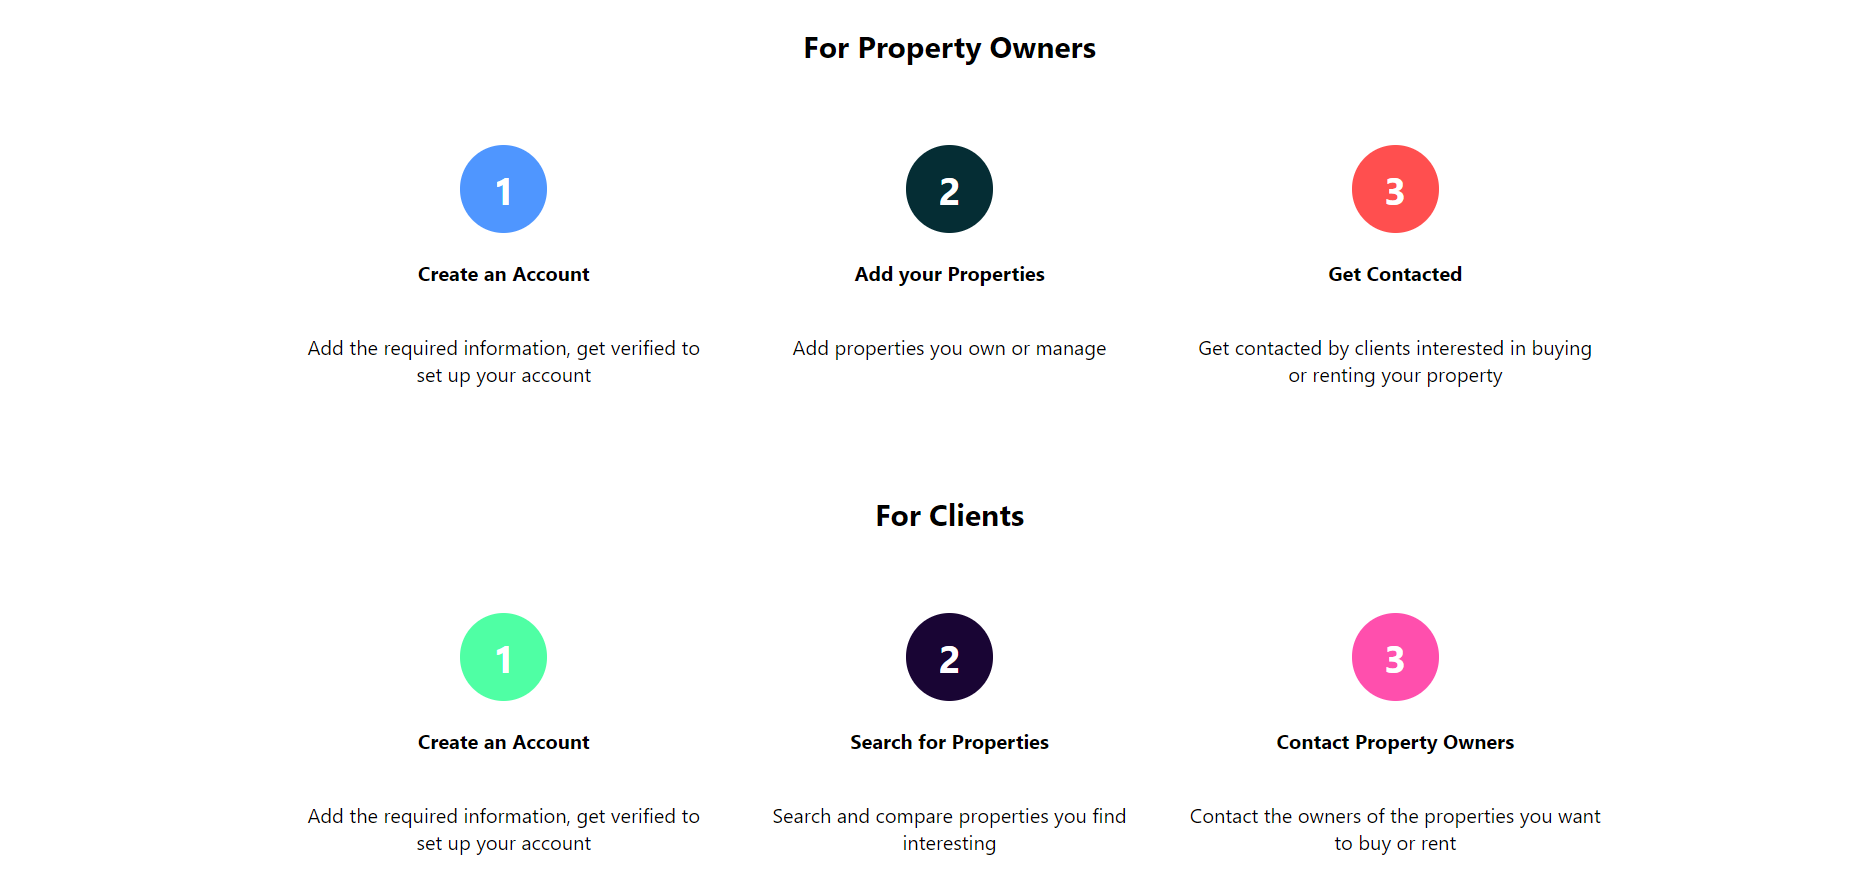 For Property Owners
1
2
3
Create an Account
Add your Properties
Get Contacted
Add the required information, get verified to
set up your account
Add properties you own or manage
Get contacted by clients interested in buying
or renting your property
For Clients
1
2
3
Create an Account
Search for Properties
Contact Property Owners
Add the required information, get verified to
set up your account
Search and compare properties you find
interesting
Contact the owners of the properties you want
to buy or rent